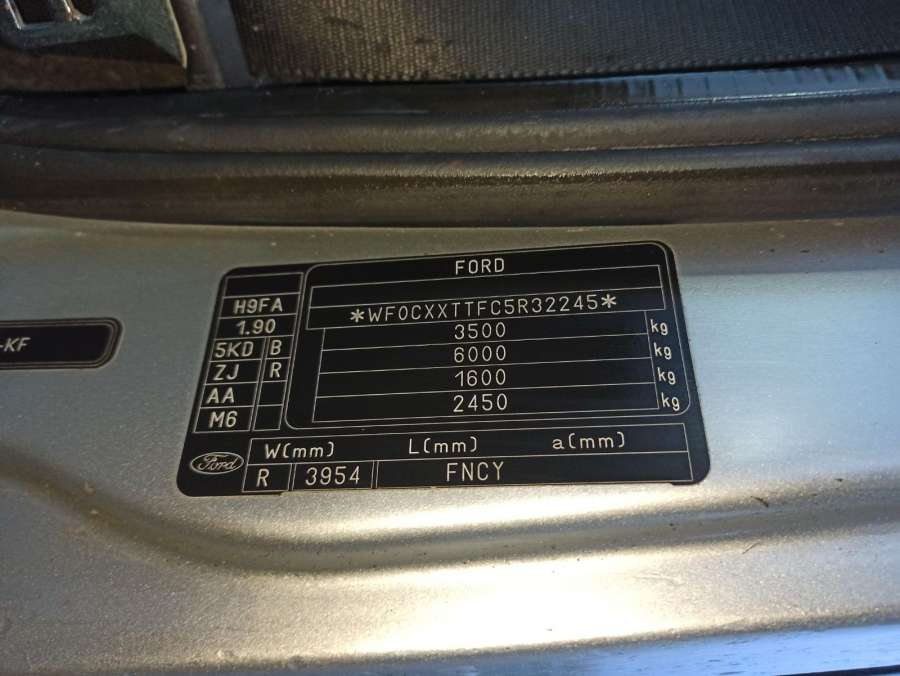 FORD
*WF0CXXTTFC5R32245*
3500 kg
6000 kg
1600 kg
2450 kg
H9FA
1.90
5KD B
ZJ R
AA
M6
W(mm) L(mm) a(mm)
Ford R 3954 FNCY
-KF